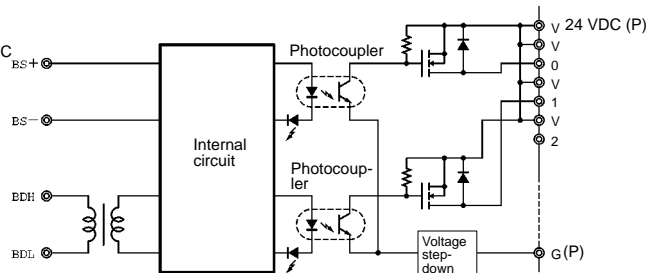 V 24 VDC (P)
C
Photocoupler
V
BS+
0
V
1
BS−
V
Internal
circuit
2
Photocoup-
ler
BDH
Voltage
step-
down
BDL
G (P)